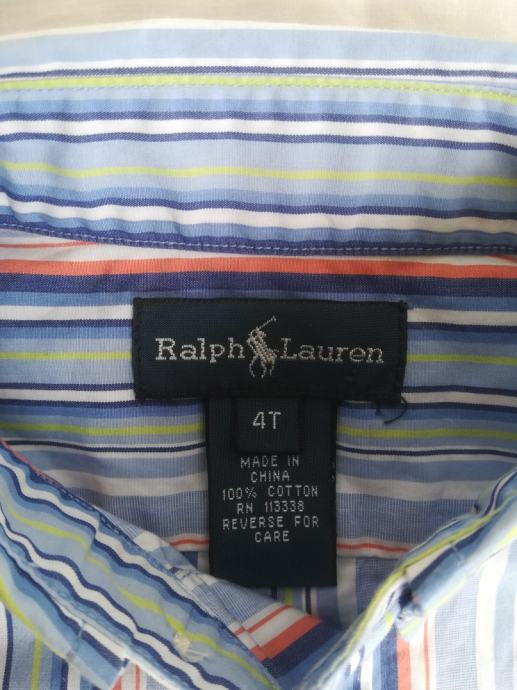 Ralph Lauren
4T
MADE IN
CHINA
100% COTTON
RN 113338
REVERSE FOR
CARE